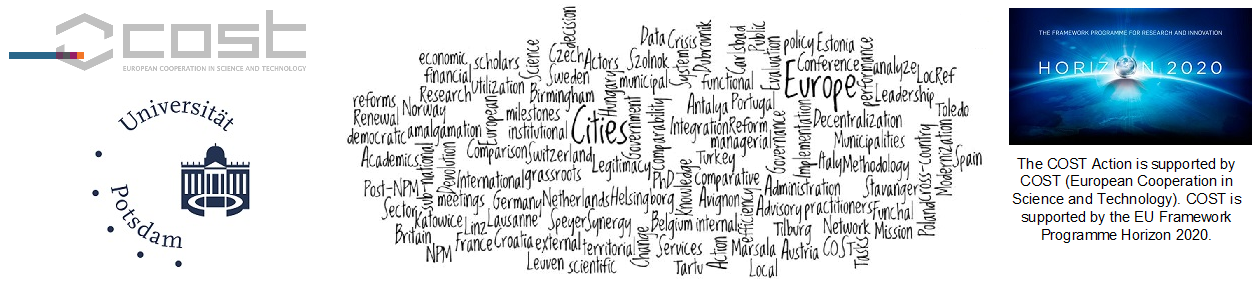 cost
EUROPEAN COOPERATION IN SCIENCE AND TECHNOLOGY
Universität
Potsdam
economic
scholars
Science
Czech
decision
Actors
Data
Crisis
System
Dubrovnik
Carlsbad
Public
policy
Estonia
financial
Utilization
Sweden
Hungary
Szolnok
municipal
functional
Evaluation
Conference
performance
analyze
LocRef
reforms
Research
European
Birmingham
Antalya
Portugal
Europe
Leadership
Renewal
Norway
milestones
Cities
Government
comparability
Integration
Reform
Governance
Implementation
Decentralization
Toledo
democratic
amalgamation
institutional
managerial
Municipalities
cross-country
Modernization
Academics
sub-national
Devolution
Comparison
Switzerland
Legitimacy
Turkey
Italy
Methodology
Spain
Post-NPM
International
grassroots
PhD
Knowledge
comparative
Administration
Stavanger
Sector
meetings
Germany
Netherlands
Helsingborg
Avignon
efficiency
Advisory
practitioners
Funchal
Poland
Katowice
Linz
Lausanne
Speyer
Synergy
Belgium
internal
Tilburg
Network
Mission
Britain
France
Croatia
external
territorial
Change
Services
Action
Marsala
Austria
COST
Tasks
NPM
Leuven
scientific
Tartu
Local
THE FRAMEWORK PROGRAMME FOR RESEARCH AND INNOVATION
HORIZON 2020
The COST Action is supported by
COST (European Cooperation in
Science and Technology). COST is
supported by the EU Framework
Programme Horizon 2020.